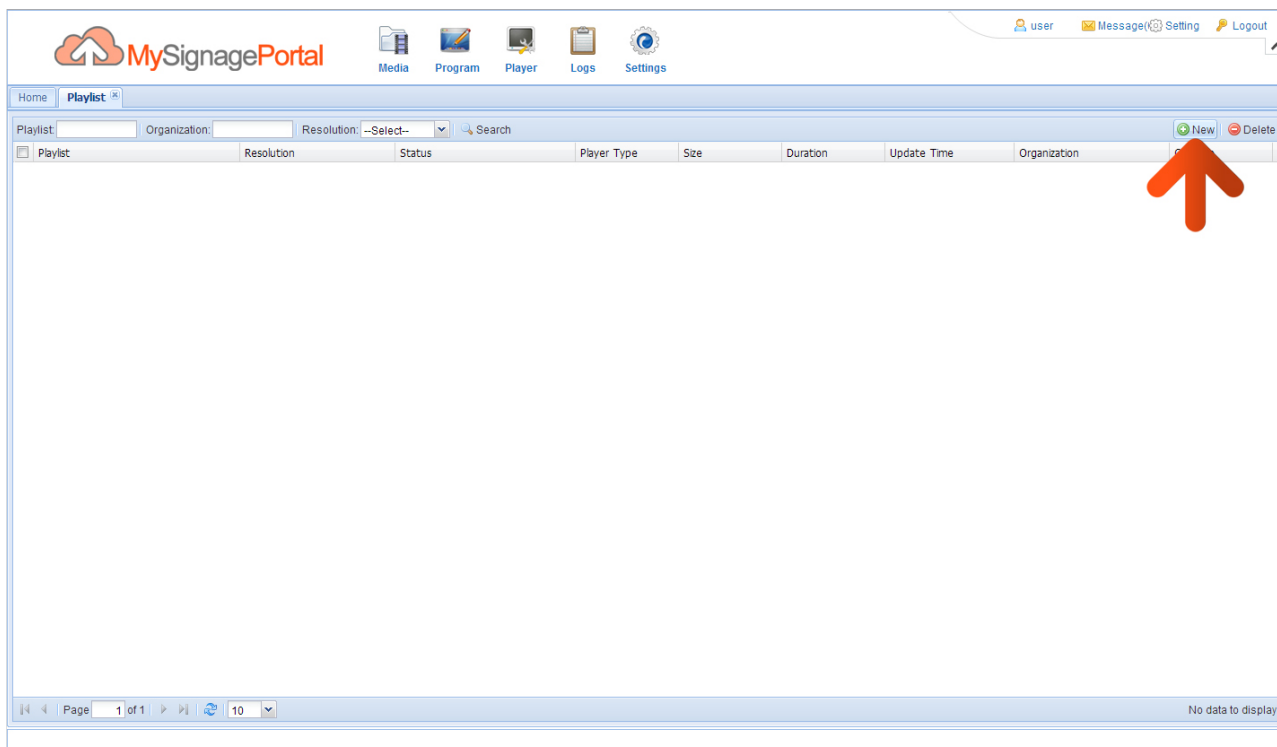 user Message( Setting Logout
MySignagePortal
Media Program Player Logs Settings
Home Playlist
Playlist: Organization: Resolution: --Select-- Search New Delete
Playlist Resolution Status Player Type Size Duration Update Time Organization
Page 1 of 1 10 No data to display